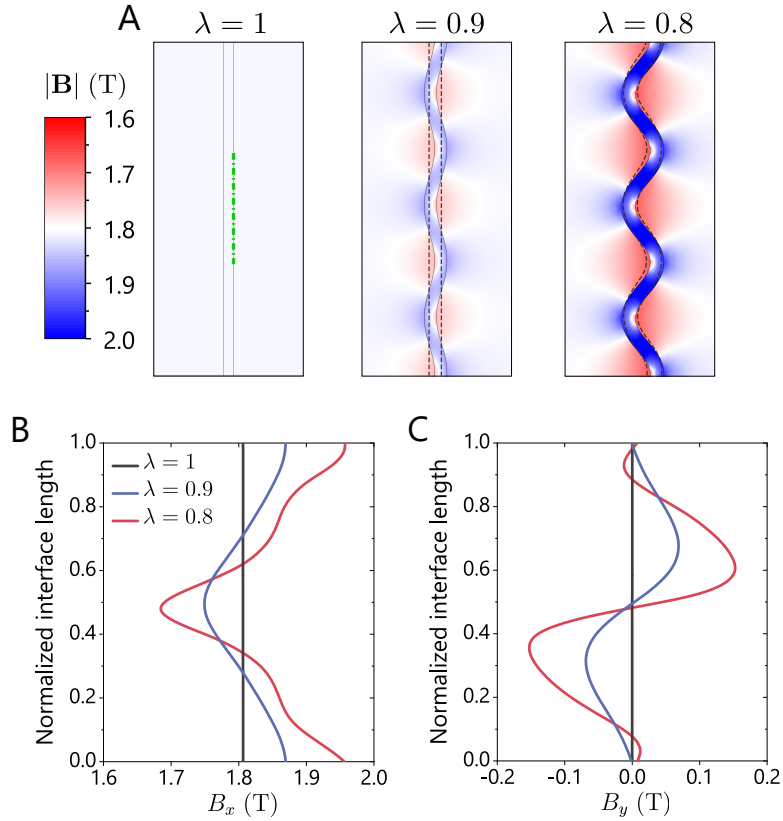 A
λ = 1
λ = 0.9
λ = 0.8
|B| (T)
1.6
1.7
1.8
1.9
2.0
B
C
Normalized interface length
1.0
0.8
0.6
0.4
0.2
0.0
λ = 1
λ = 0.9
λ = 0.8
1.6 1.7 1.8 1.9 2.0
Bx (T)
Normalized interface length
1.0
0.8
0.6
0.4
0.2
0.0
-0.2 -0.1 0.0 0.1 0.2
By (T)